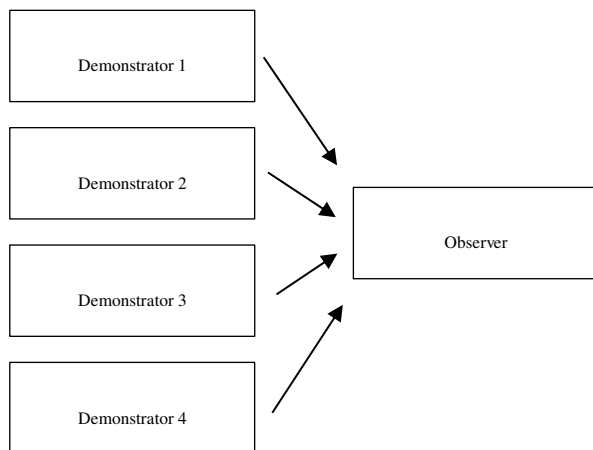 Demonstrator 1
Demonstrator 2
Observer
Demonstrator 3
Demonstrator 4